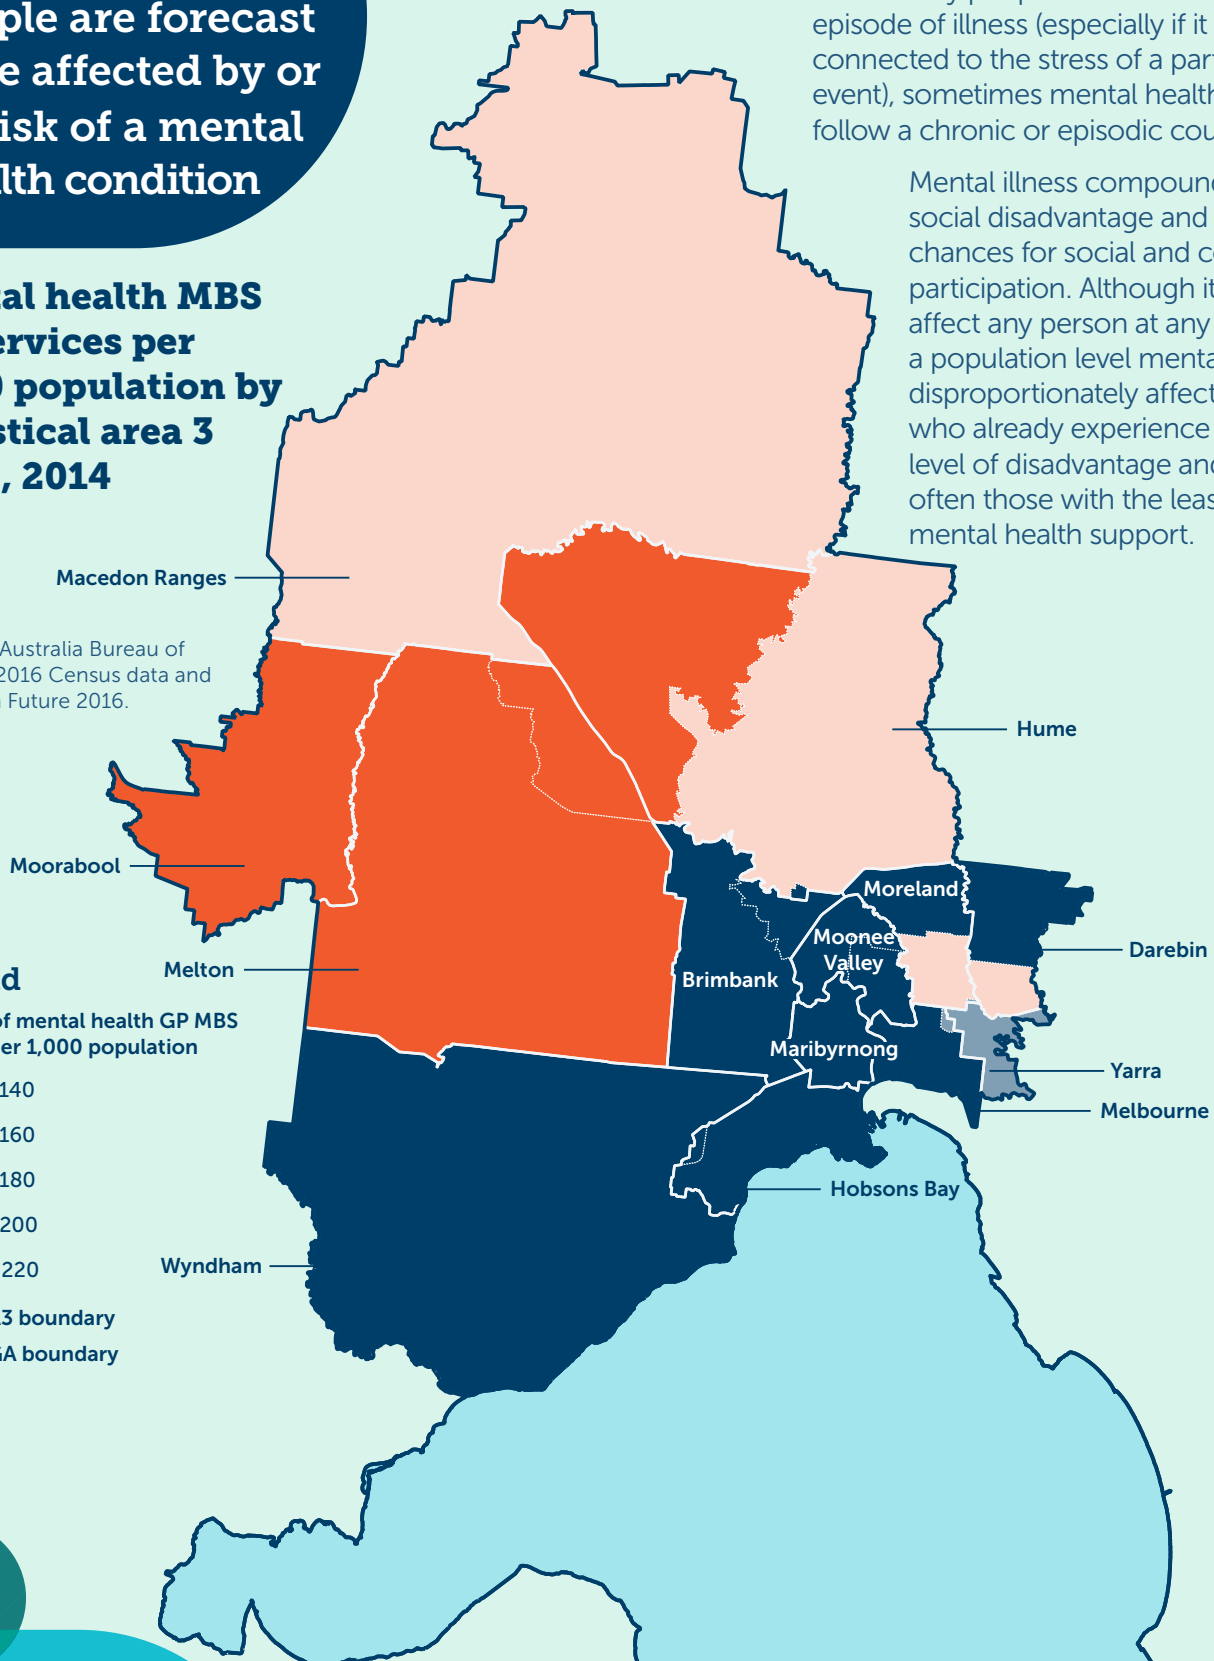 ple are forecast
e affected by or
risk of a mental
lth condition
episode of illness (especially if it
connected to the stress of a part
event), sometimes mental health
follow a chronic or episodic cou
Mental illness compound
social disadvantage and
chances for social and c
participation. Although it
affect any person at any
a population level menta
disproportionately affect
who already experience
level of disadvantage and
often those with the leas
mental health support.
tal health MBS
ervices per
0 population by
stical area 3
, 2014
Macedon Ranges
Australia Bureau of
2016 Census data and
Future 2016.
Hume
Moorabool
Moreland
Darebin
Moonee
Valley
Melton
Brimbank
d
of mental health GP MBS
er 1,000 population
140
160
180
200
220
3 boundary
GA boundary
Maribyrnong
Yarra
Melbourne
Hobsons Bay
Wyndham